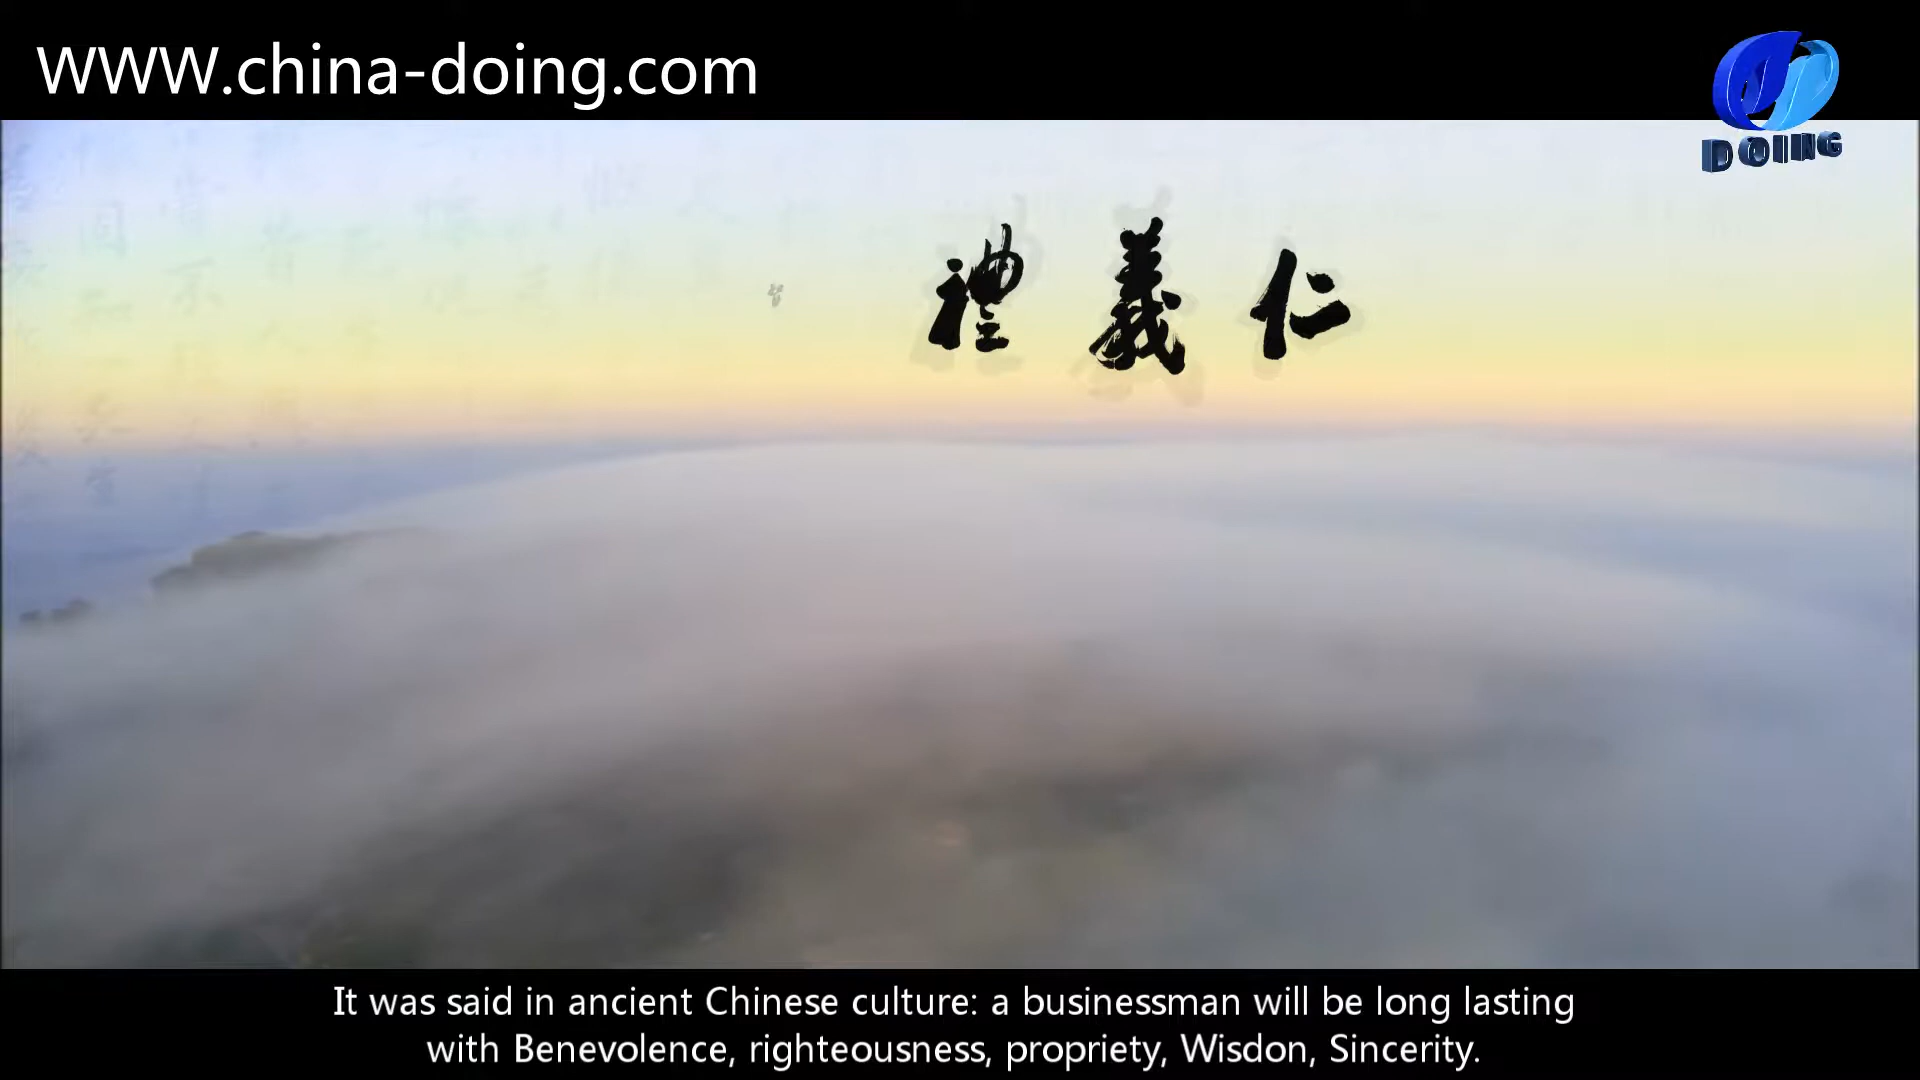 WWW.china-doing.com
DOING
仁義禮
It was said in ancient Chinese culture: a businessman will be long lasting
with Benevolence, righteousness, propriety, Wisdon, Sincerity.